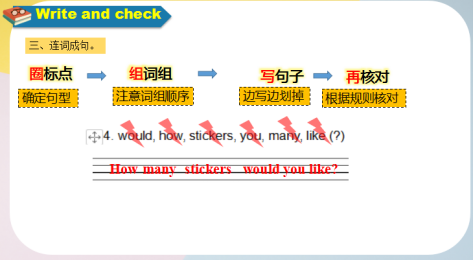 Write and check
三、连词成句。
圈标点 组词组 写句子 再核对
确定句型 注意词组顺序 边写边划掉 根据规则核对
4. would, how, stickers, you, many, like (?)
How many stickers would you like?